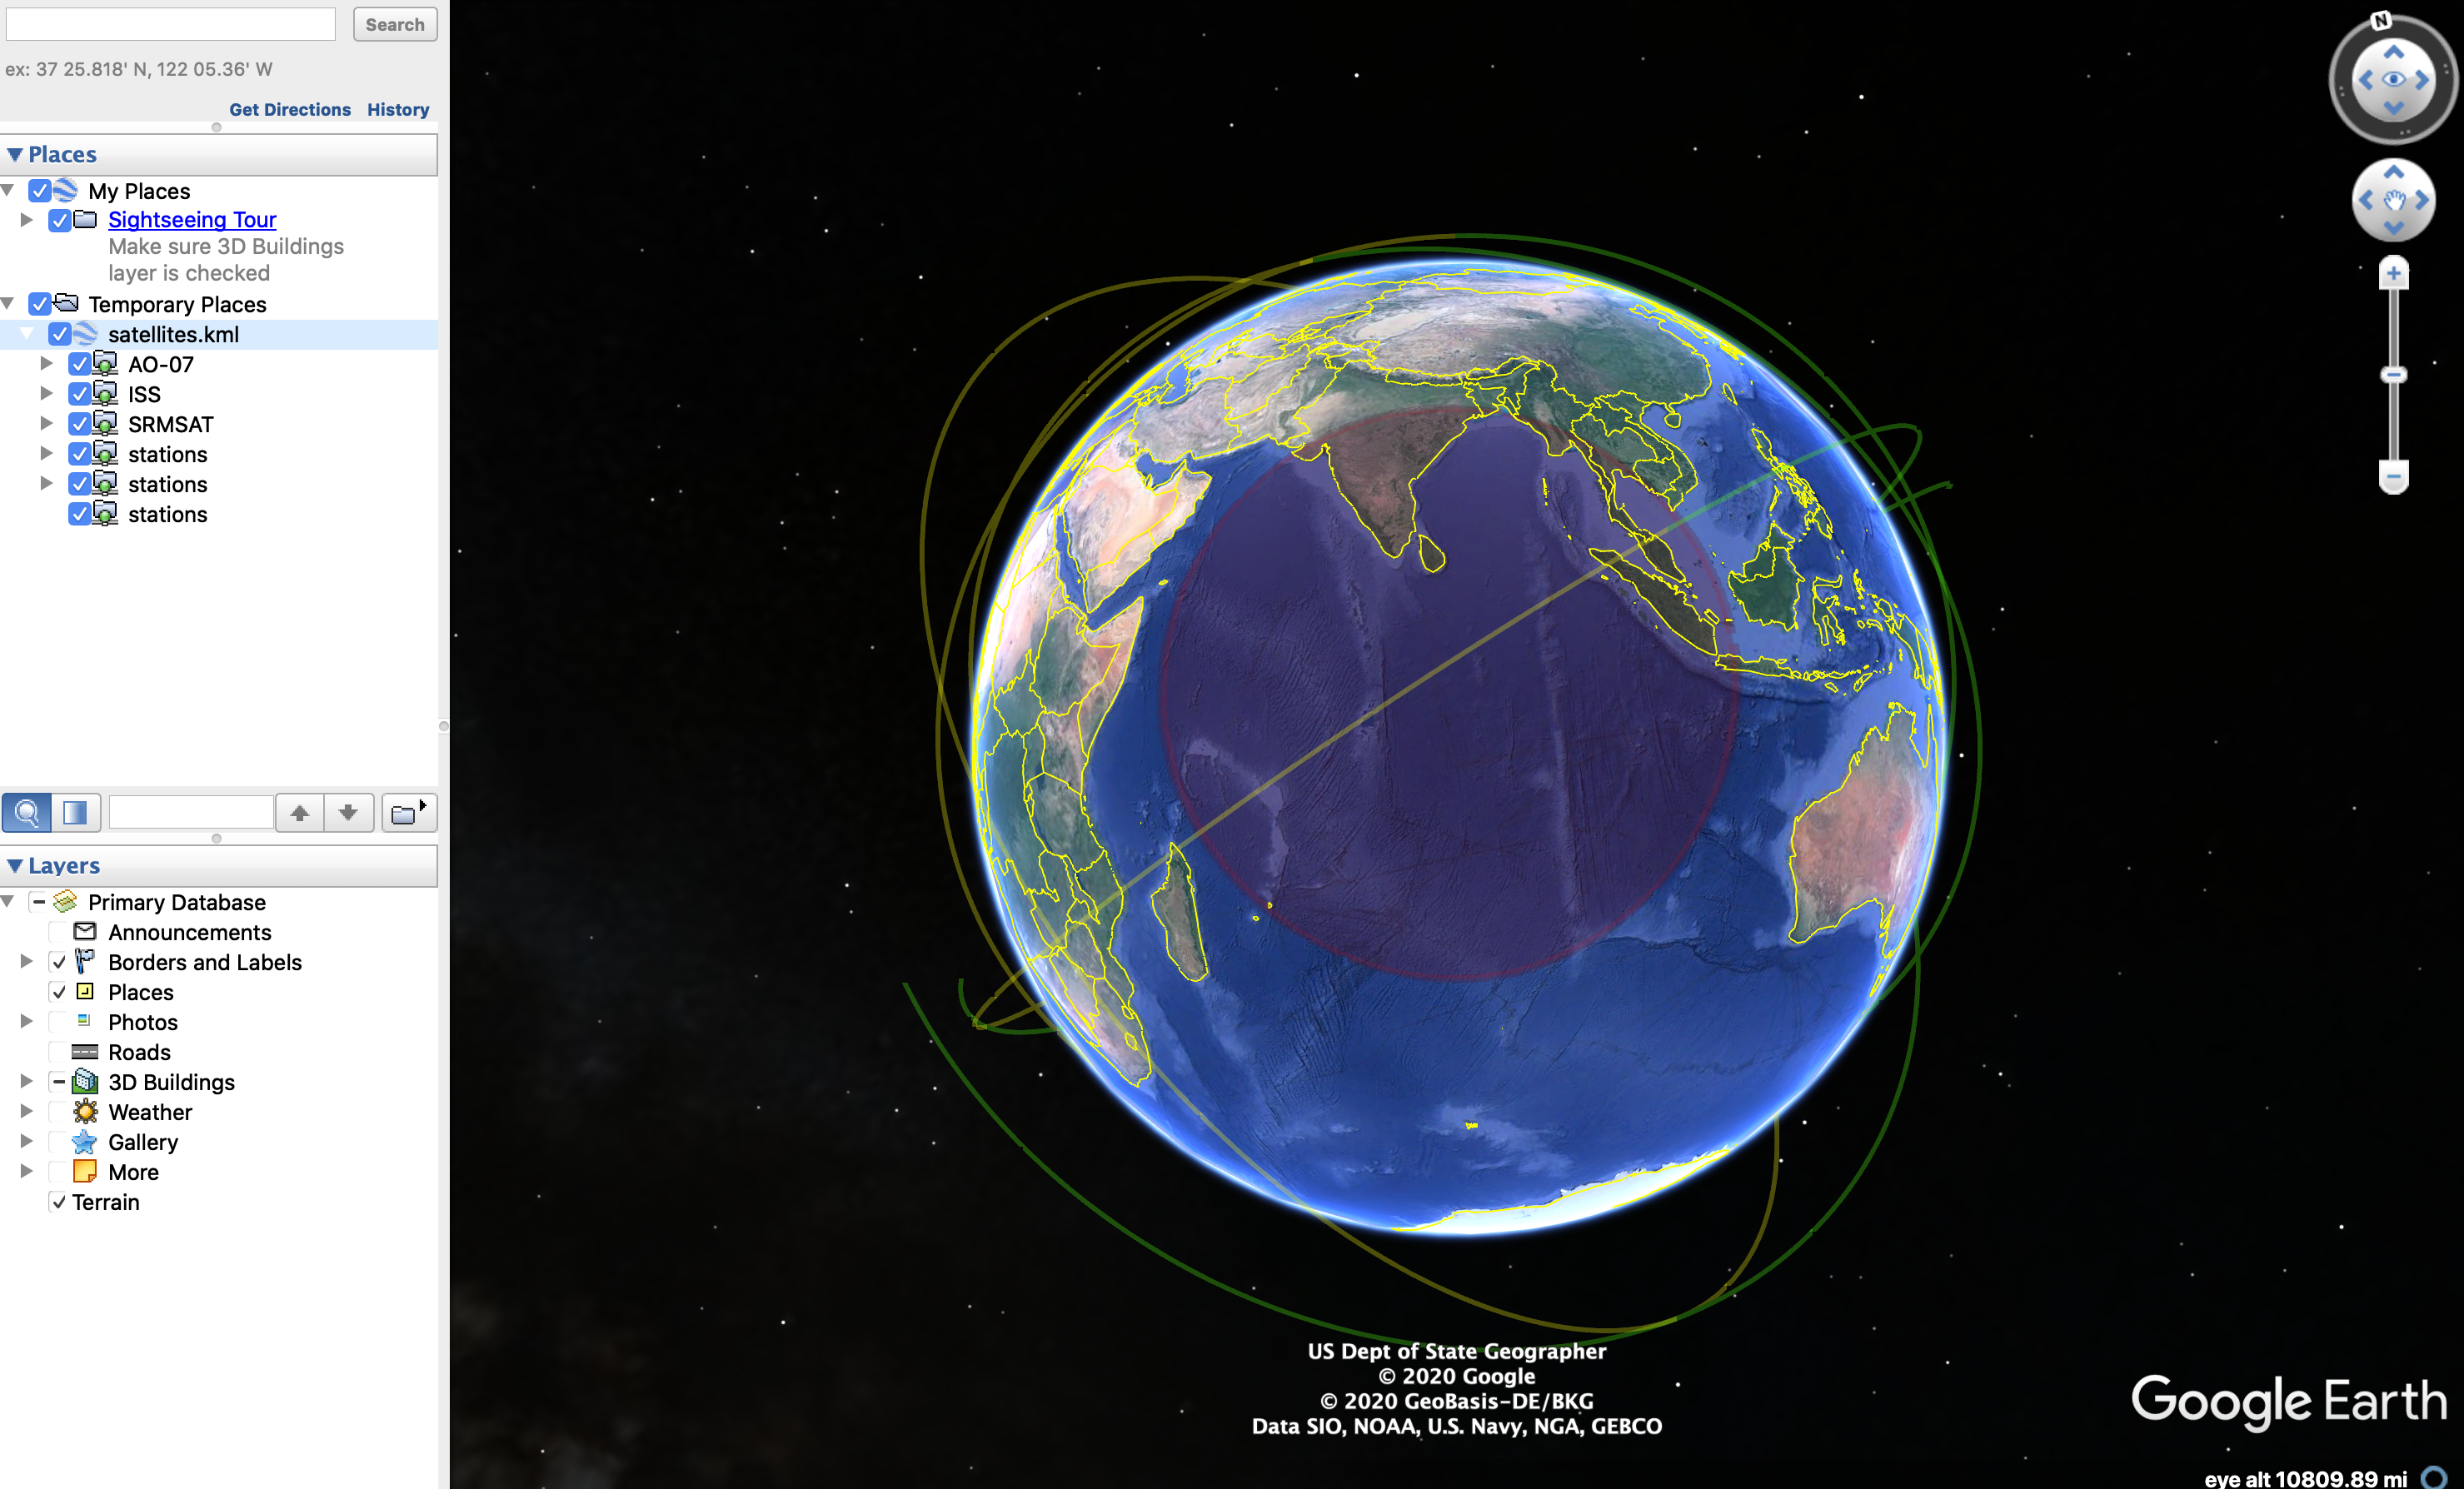 Search
ex: 37 25.818' N, 122 05.36' W
Get Directions History
Places
My Places
Sightseeing Tour
Make sure 3D Buildings
layer is checked
Temporary Places
satellites.kml
AO-07
ISS
SRMSAT
stations
stations
stations
Layers
Primary Database
Announcements
Borders and Labels
Places
Photos
Roads
3D Buildings
Weather
Gallery
More
Terrain
N
US Dept of State Geographer
© 2020 Google
© 2020 GeoBasis-DE/BKG
Data SIO, NOAA, U.S. Navy, NGA, GEBCO
Google Earth
eye alt 10809.89 mi